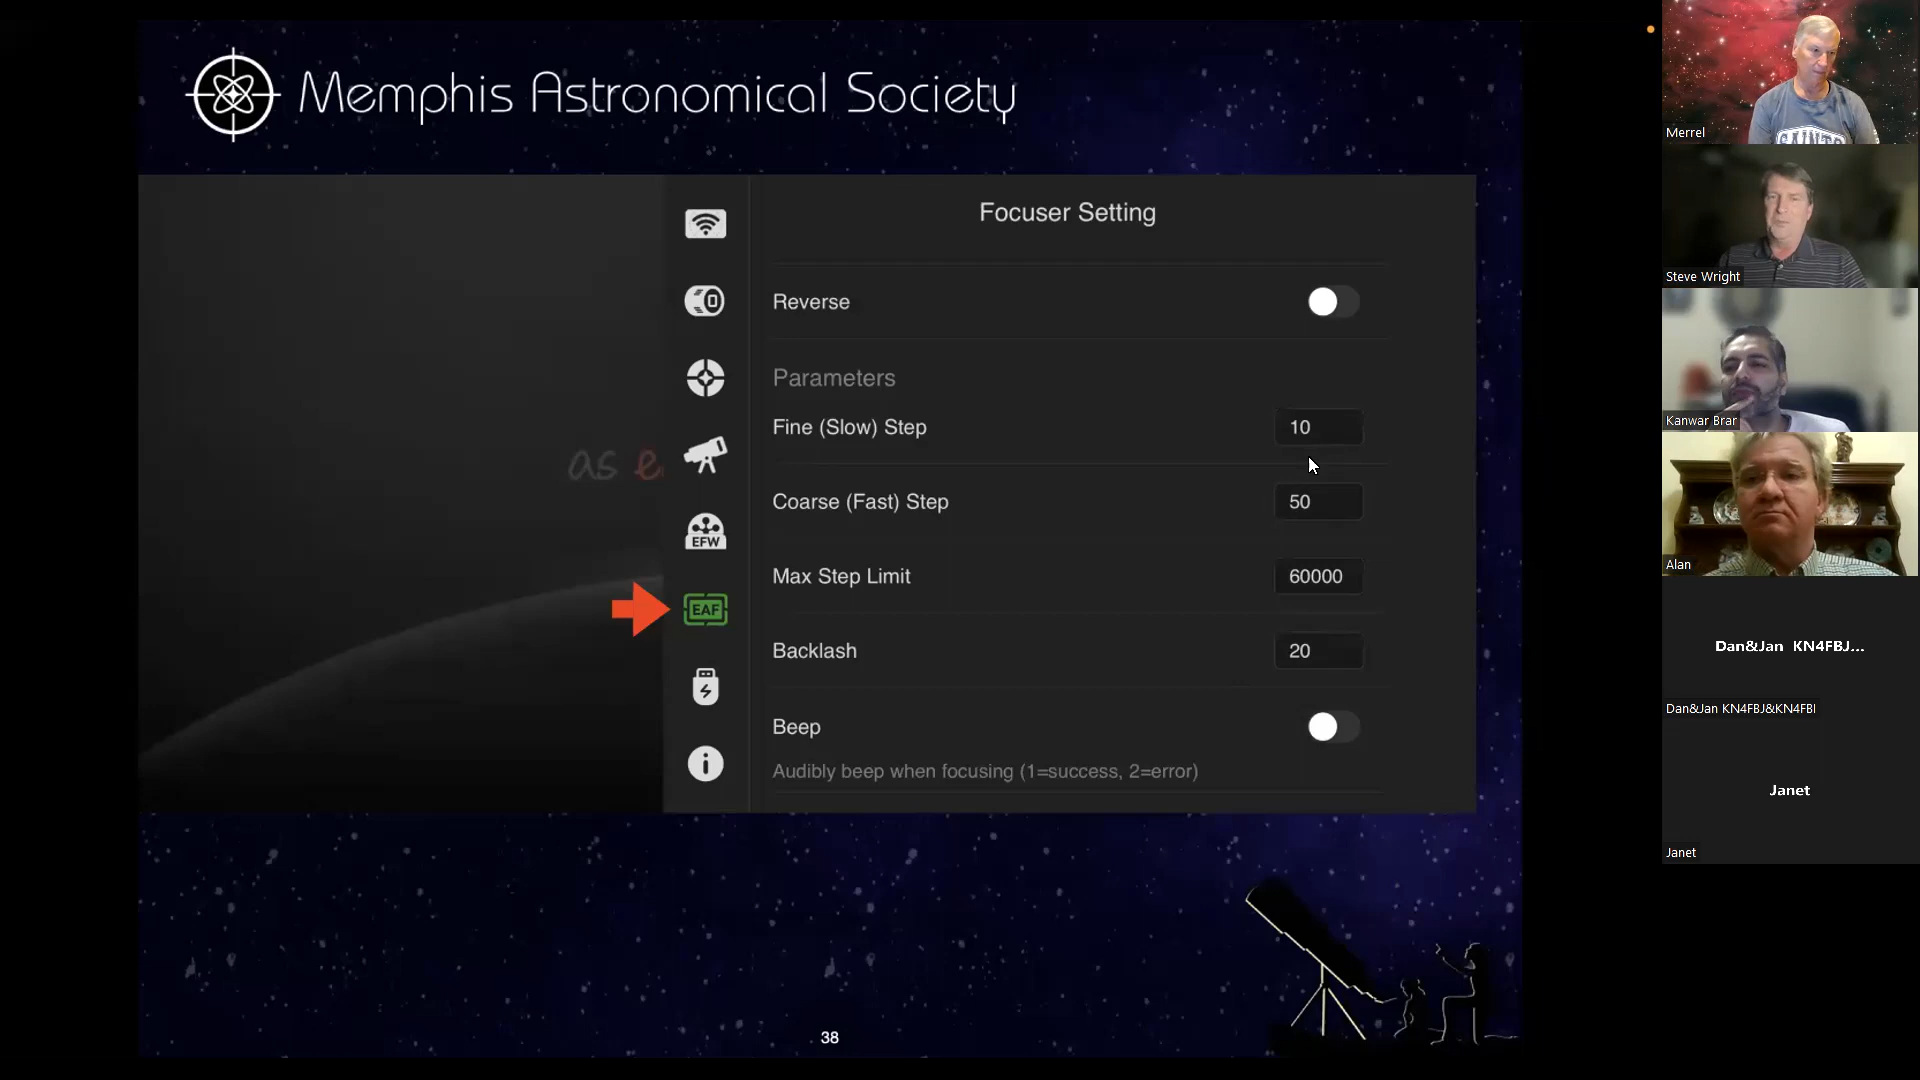 Memphis Astronomical Society
Focuser Setting
Reverse
Parameters
Fine (Slow) Step 10
as e
Coarse (Fast) Step 50
EFW
Max Step Limit 60000
EAF
Backlash 20
Beep
Audibly beep when focusing (1=success, 2=error)
38
Merrel
Steve Wright
Kanwar Brar
Alan
Dan&Jan KN4FBJ...
Dan&Jan KN4FBJ&KN4FBI
Janet
Janet